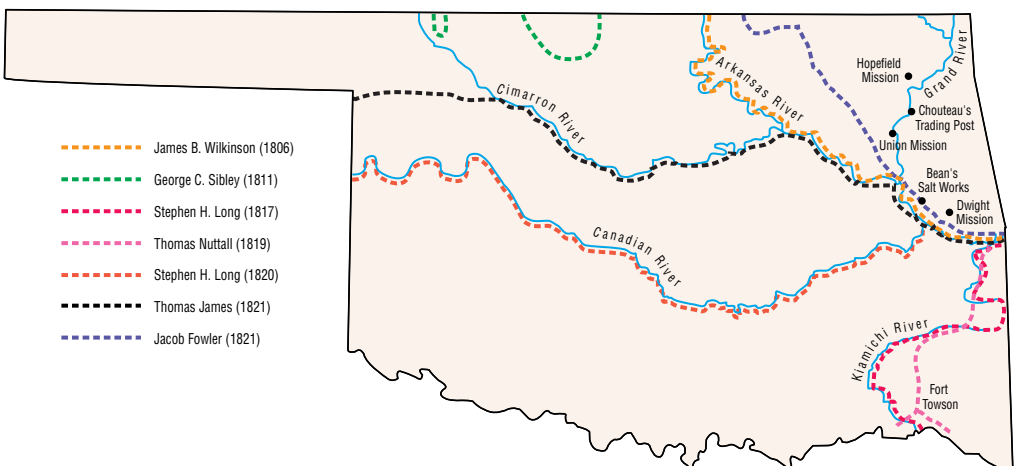 Hopefield
Mission
Grand River
Arkansas River
Cimarron River
Chouteau's
Trading Post
Union Mission
Bean's
Salt Works
Dwight
Mission
James B. Wilkinson (1806)
George C. Sibley (1811)
Stephen H. Long (1817)
Thomas Nuttall (1819)
Stephen H. Long (1820)
Thomas James (1821)
Jacob Fowler (1821)
Canadian River
Kiamichi River
Fort
Towson